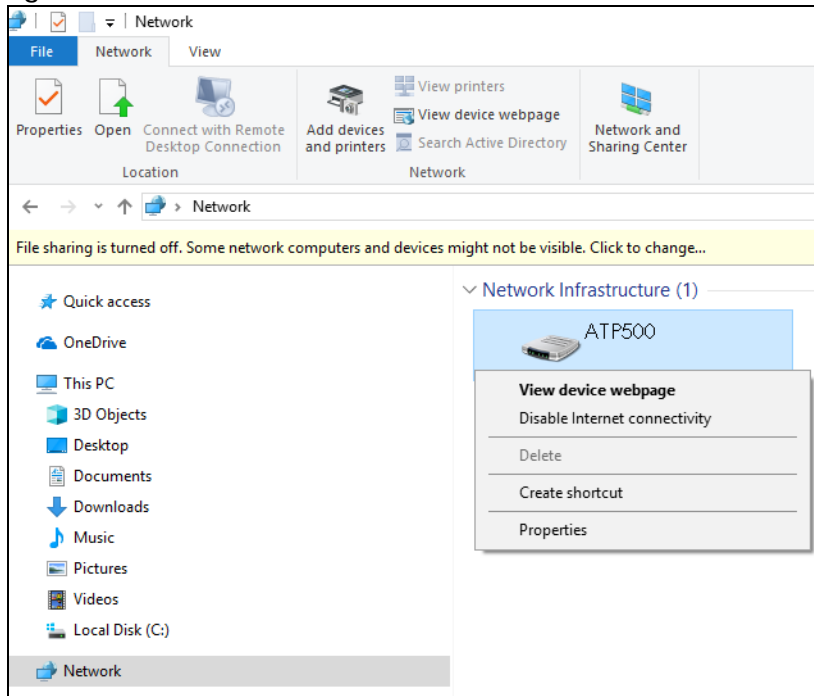 Network
File Network View
Properties Open Connect with Remote Desktop Connection
Location
Add devices and printers
View printers
View device webpage
Search Active Directory
Network
Network and Sharing Center
Network
File sharing is turned off. Some network computers and devices might not be visible. Click to change...
Quick access
OneDrive
This PC
3D Objects
Desktop
Documents
Downloads
Music
Pictures
Videos
Local Disk (C:)
Network
Network Infrastructure (1)
ATP500
View device webpage
Disable Internet connectivity
Delete
Create shortcut
Properties